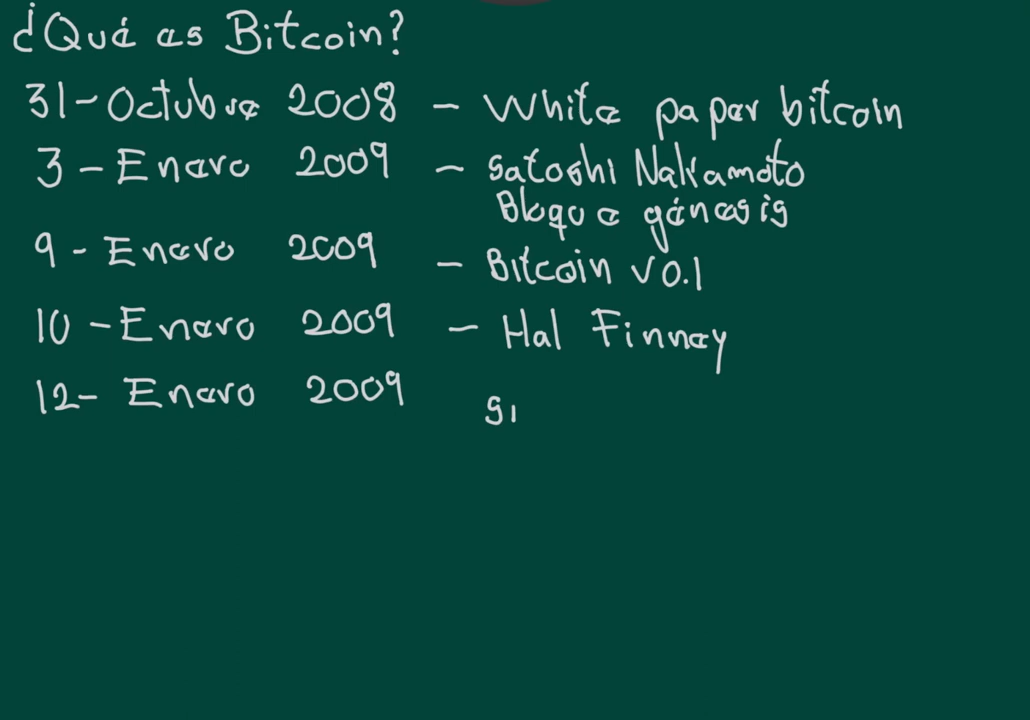 ¿Qué es Bitcoin?
31-Octubre 2008 - White paper bitcoin
3-Enero 2009 - Satoshi Nakamoto
Bloque génesis
9-Enero 2009 - Bitcoin v0.1
10-Enero 2009 - Hal Finney
12-Enero 2009 Si